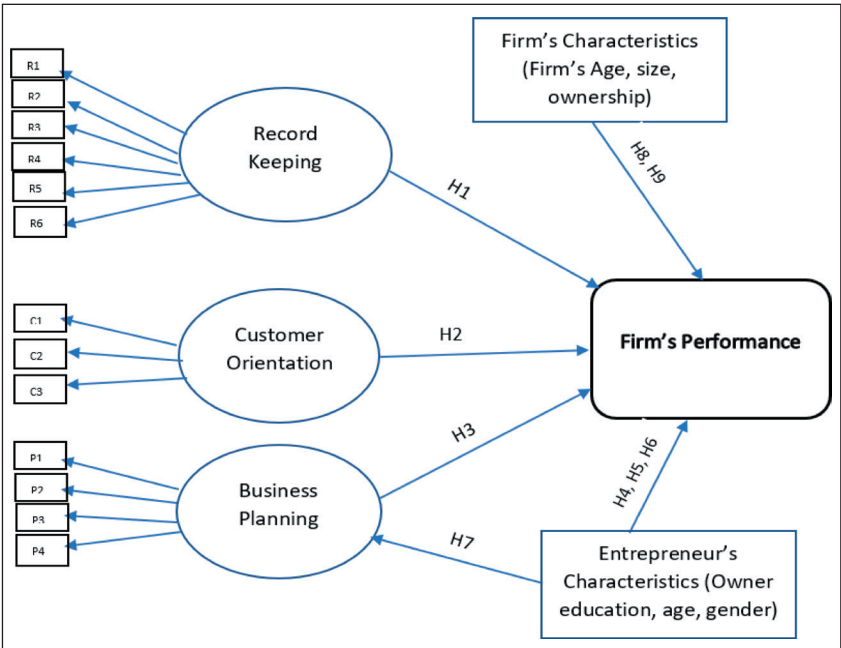 R1
R2
R3
R4
R5
R6
Record
Keeping
Firm’s Characteristics
(Firm’s Age, size,
ownership)
H8, H9
H1
C1
C2
C3
Customer
Orientation
H2
Firm’s Performance
P1
P2
P3
P4
Business
Planning
H3
H4, H5, H6
H7
Entrepreneur’s
Characteristics (Owner
education, age, gender)